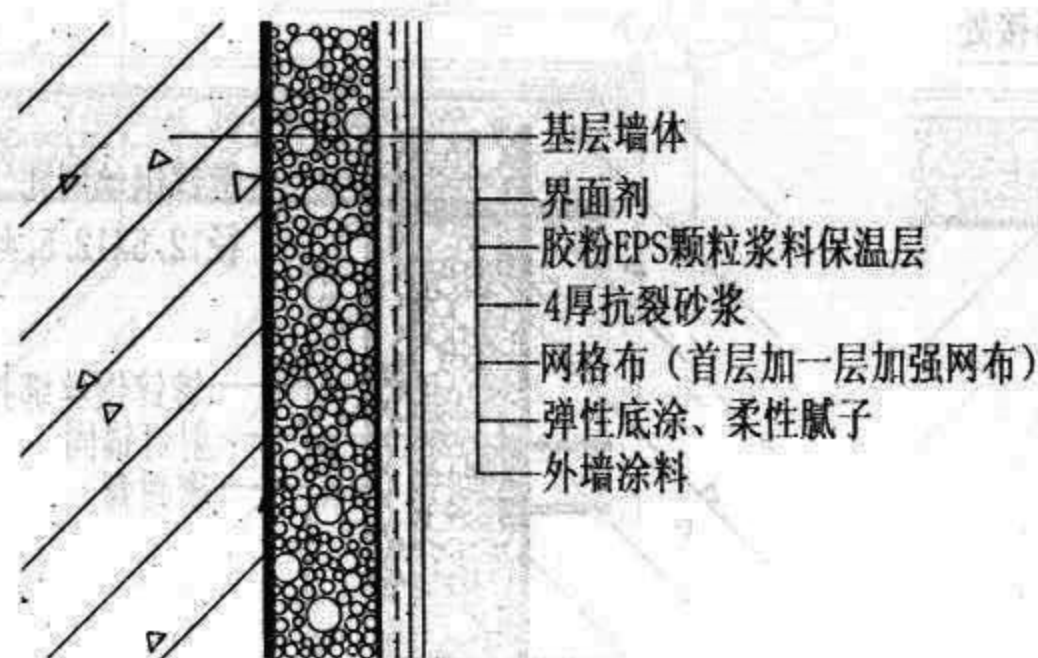 基层墙体
界面剂
胶粉EPS颗粒浆料保温层
4厚抗裂砂浆
网格布（首层加一层加强网布）
弹性底涂、柔性腻子
外墙涂料